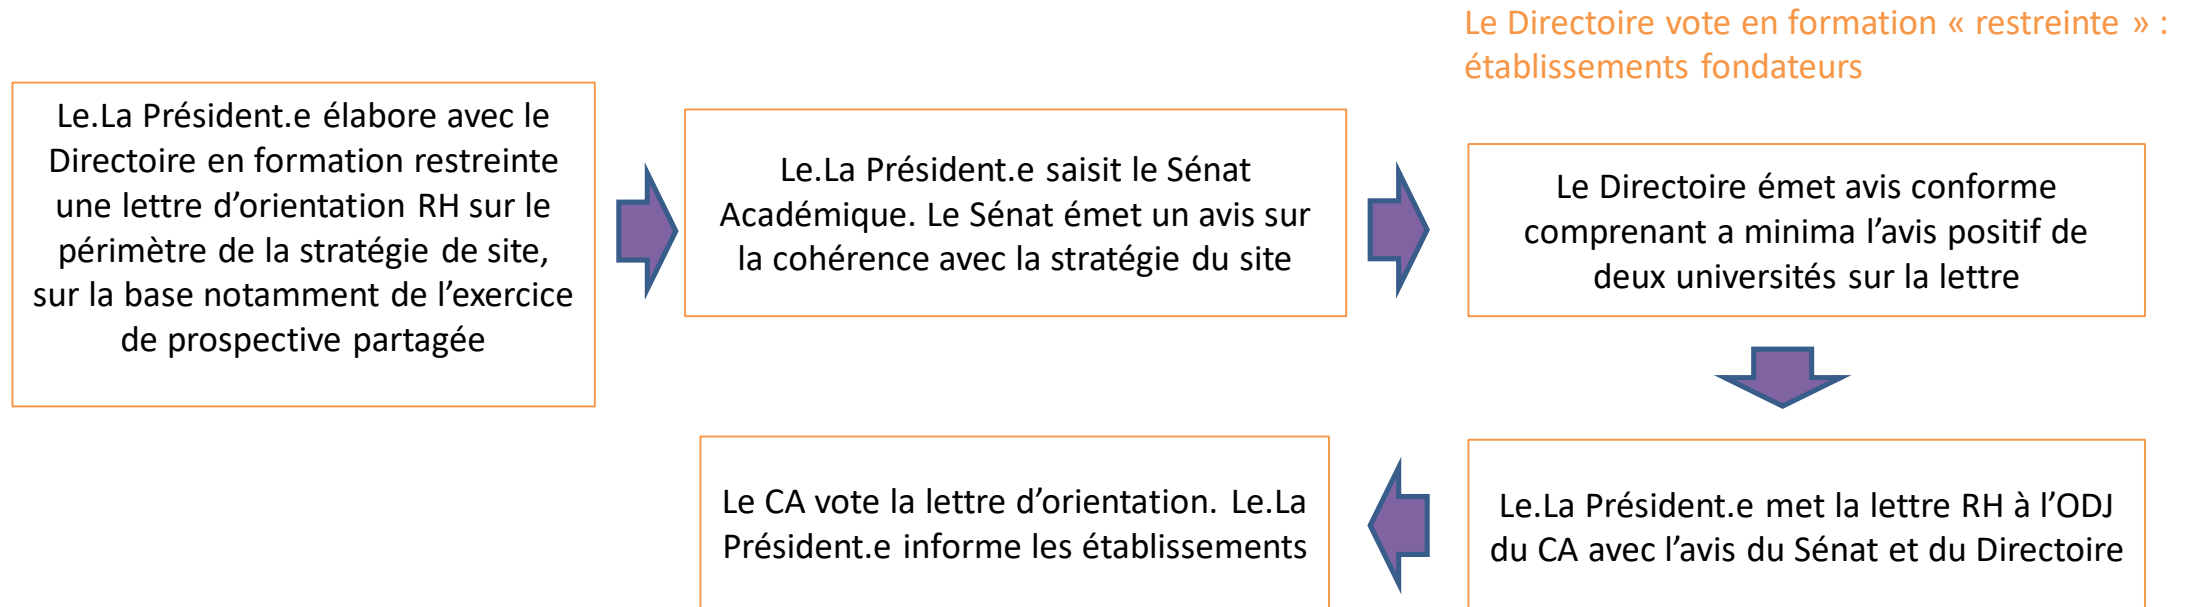 Le Directoire vote en formation « restreinte » :
établissements fondateurs
Le.La Président.e élabore avec le
Directoire en formation restreinte
une lettre d’orientation RH sur le
périmètre de la stratégie de site,
sur la base notamment de l’exercice
de prospective partagée
Le.La Président.e saisit le Sénat
Académique. Le Sénat émet un avis sur
la cohérence avec la stratégie du site
Le Directoire émet avis conforme
comprenant a minima l’avis positif de
deux universités sur la lettre
Le.La Président.e met la lettre RH à l’ODJ
du CA avec l’avis du Sénat et du Directoire
Le CA vote la lettre d’orientation. Le.La
Président.e informe les établissements